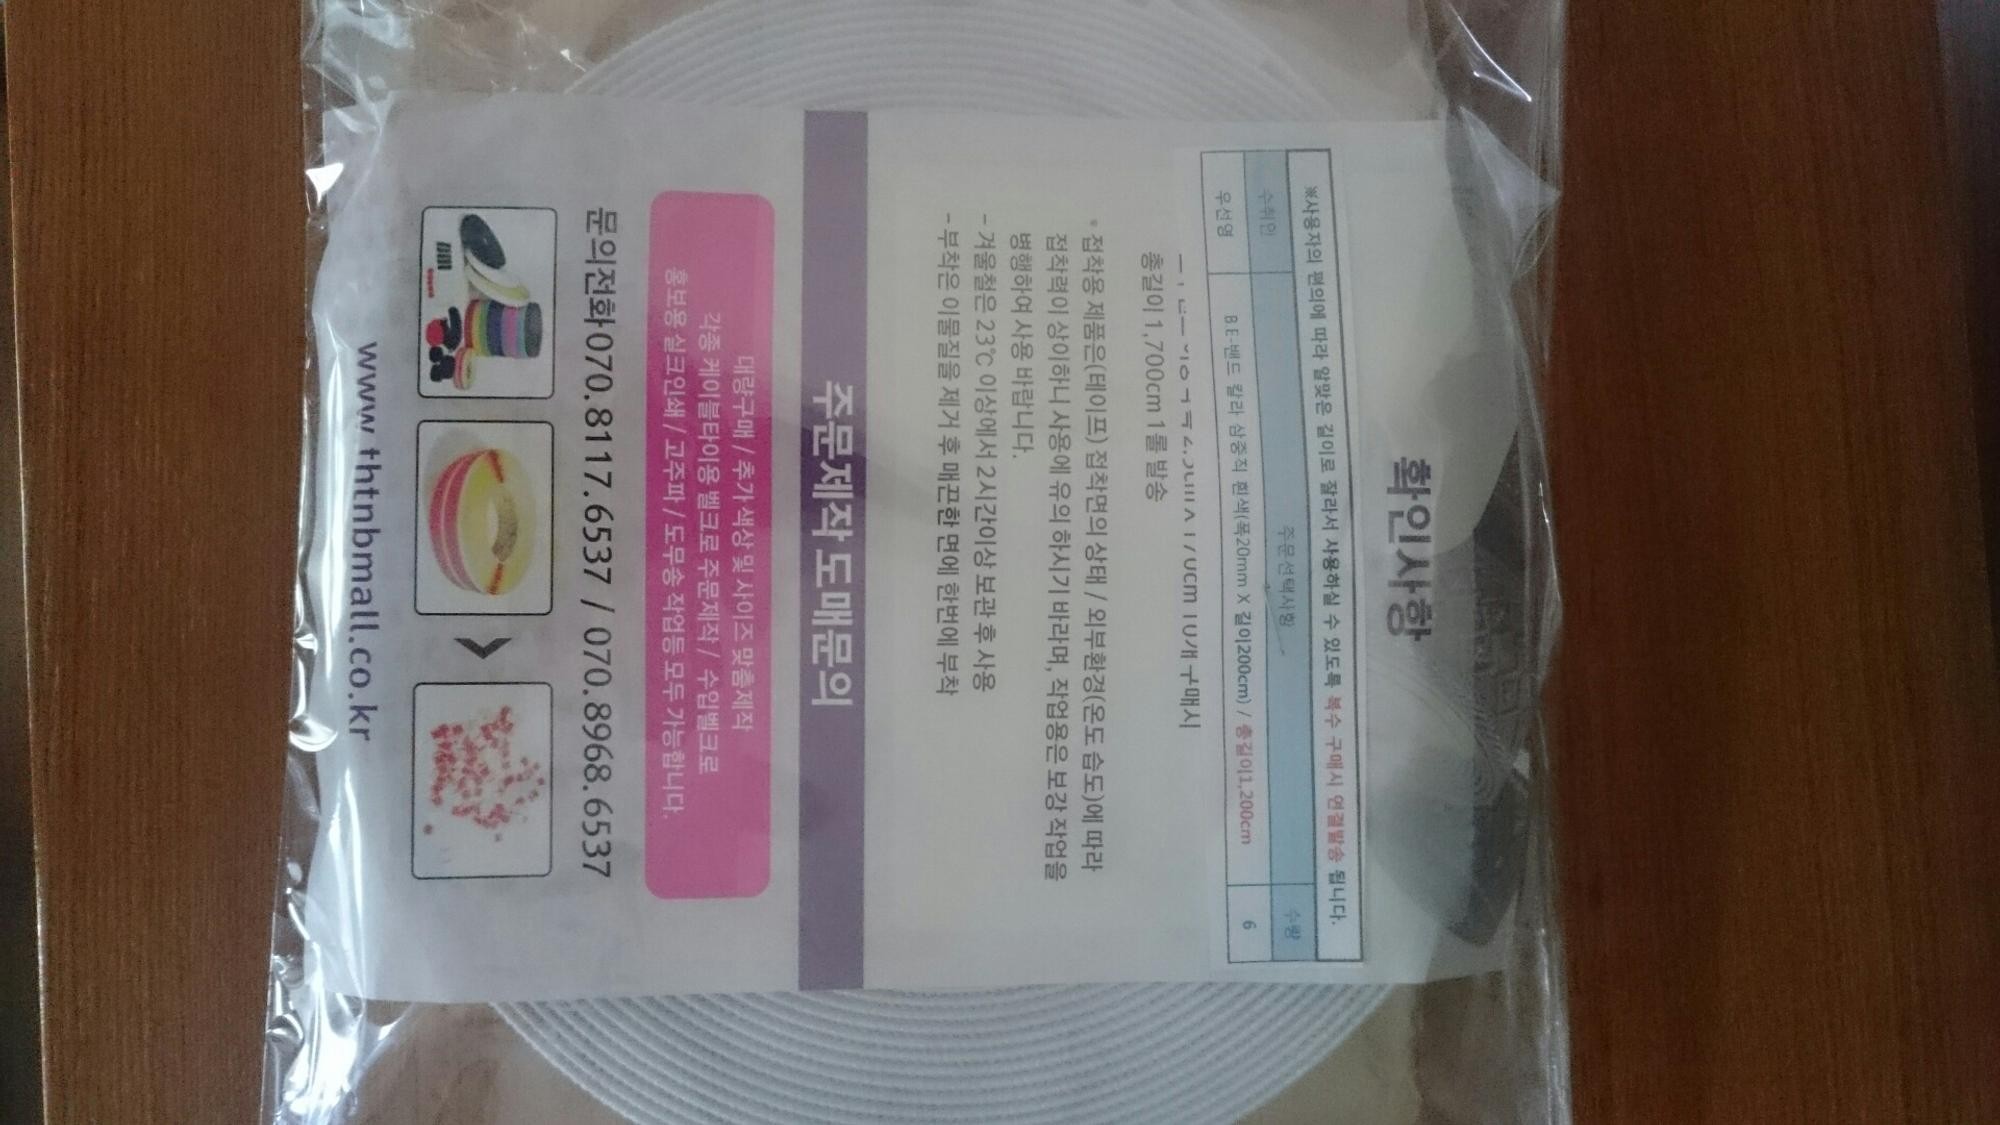 확인사항
※사용자의 편의에 따라 알맞은 길이로 잘라서 사용하실 수 있도록 복수 구매시 연결발송 됩니다.
수취인 주문선택사항 수량
우선영 B.E-밴드 칼라 삼중직 흰색(폭20mm X 길이200cm) / 총길이1,200cm 6
170cm 10개 구매시
총길이 1,700cm 1롤 발송
* 접착용 제품은(테이프) 접착면의 상태 / 외부환경(온도 습도)에 따라
접착력이 상이하니 사용에 유의 하시기 바라며, 작업용은 보강 작업을
병행하여 사용 바랍니다.
- 겨울철은 23℃ 이상에서 2시간이상 보관 후 사용
- 부착은 이물질을 제거 후 매끈한 면에 한번에 부착
주문제작 도매문의
대량구매 / 추가 색상 및 사이즈 맞춤제작
각종 케이블타이용 벨크로 주문제작 / 수입벨크로
홍보용 실크인쇄 / 고주파 / 도무송 작업등 모두 가능합니다.
문의전화 070.8117.6537 / 070.8968.6537
www.thtnbmall.co.kr